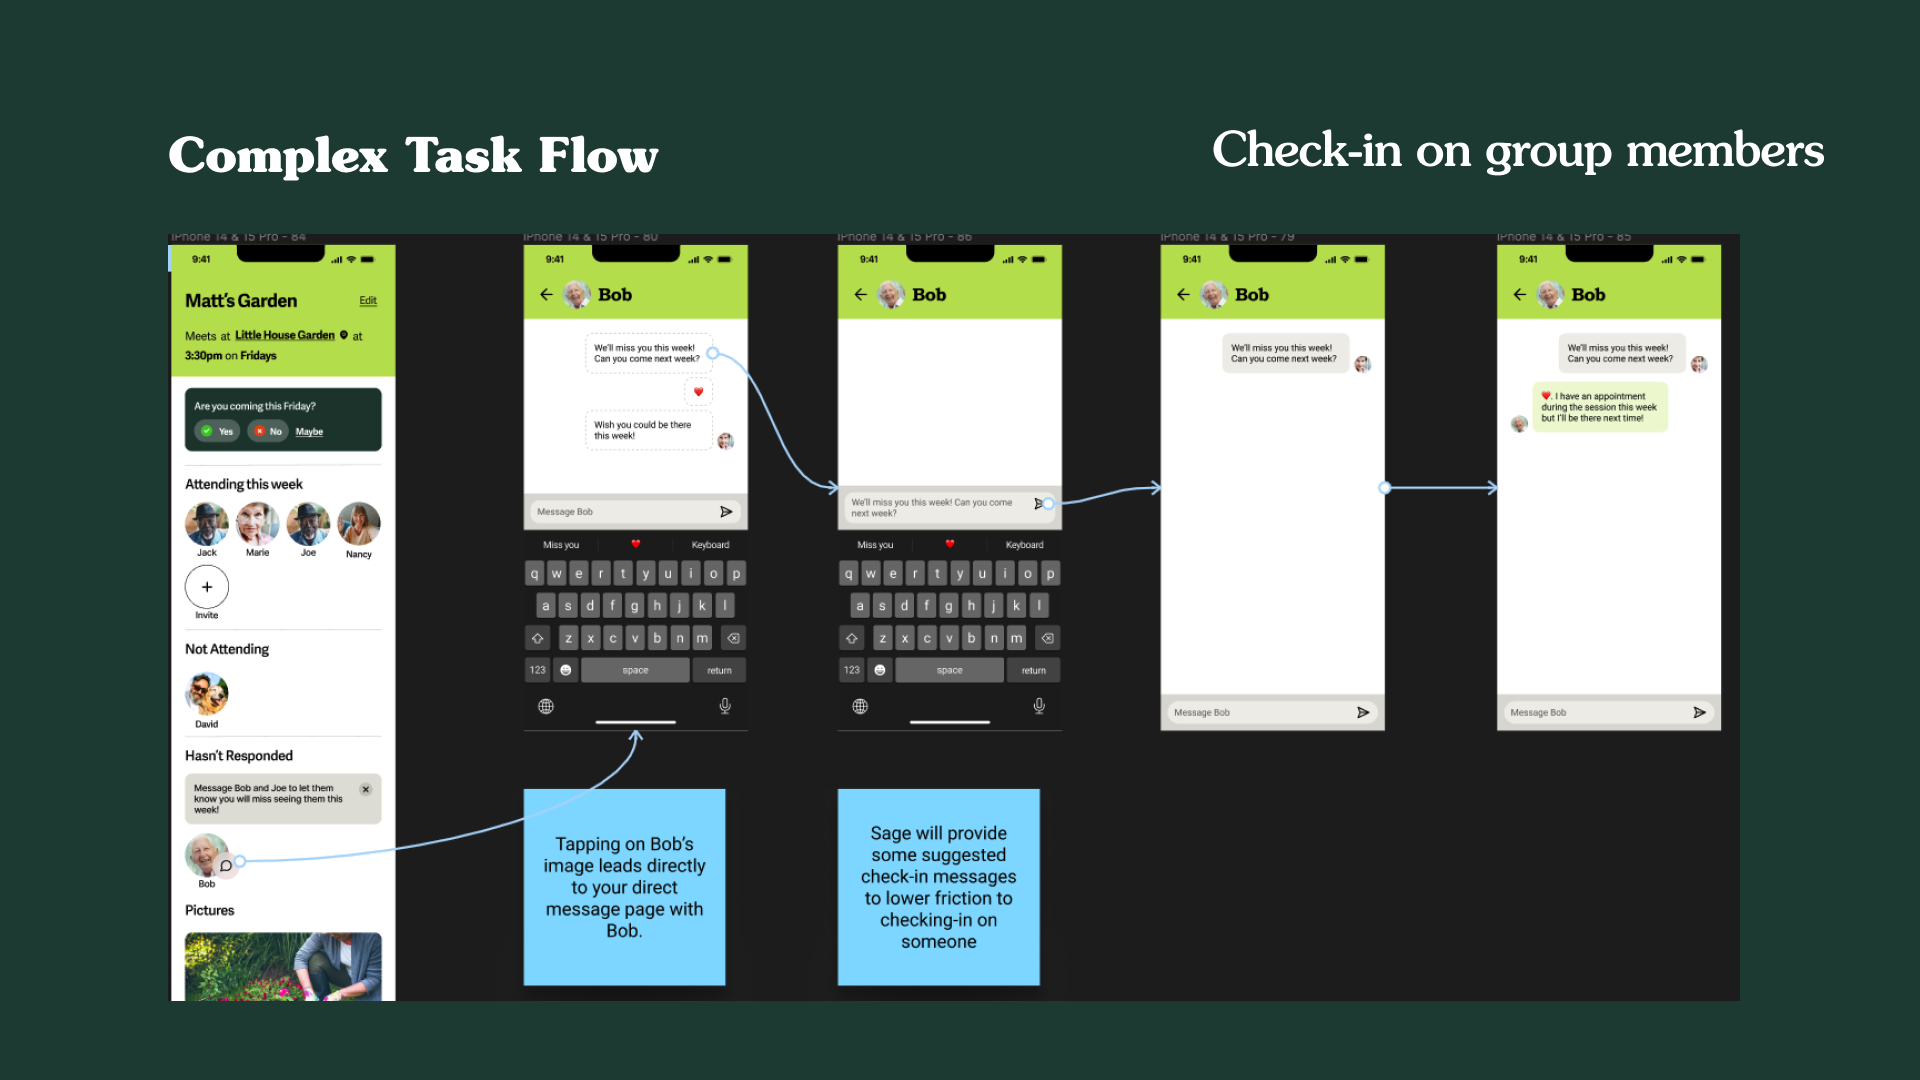 Complex Task Flow
Check-in on group members
iPhone 14 & 15 Pro - 84
9:41
Matt's Garden
Edit
Meets at Little House Garden at
3:30pm on Fridays
Are you coming this Friday?
Yes
No
Maybe
Attending this week
Jack
Marie
Joe
Nancy
+
Invite
Not Attending
David
Hasn't Responded
Message Bob and Joe to let them
know you will miss seeing them this
week!
Bob
Pictures
iPhone 14 & 15 Pro - 80
9:41
Bob
We'll miss you this week!
Can you come next week?
Wish you could be there
this week!
Message Bob
Miss you
Keyboard
q w e r t y u i o p
a s d f g h j k l
z x c v b n m
123
space
return
Tapping on Bob's
image leads directly
to your direct
message page with
Bob.
iPhone 14 & 15 Pro - 86
9:41
Bob
We'll miss you this week! Can you come
next week?
Miss you
Keyboard
q w e r t y u i o p
a s d f g h j k l
z x c v b n m
123
space
return
Sage will provide
some suggested
check-in messages
to lower friction to
checking-in on
someone
iPhone 14 & 15 Pro - 79
9:41
Bob
We'll miss you this week!
Can you come next week?
Message Bob
iPhone 14 & 15 Pro - 85
9:41
Bob
We'll miss you this week!
Can you come next week?
❤️. I have an appointment
during the session this week
but I'll be there next time!
Message Bob